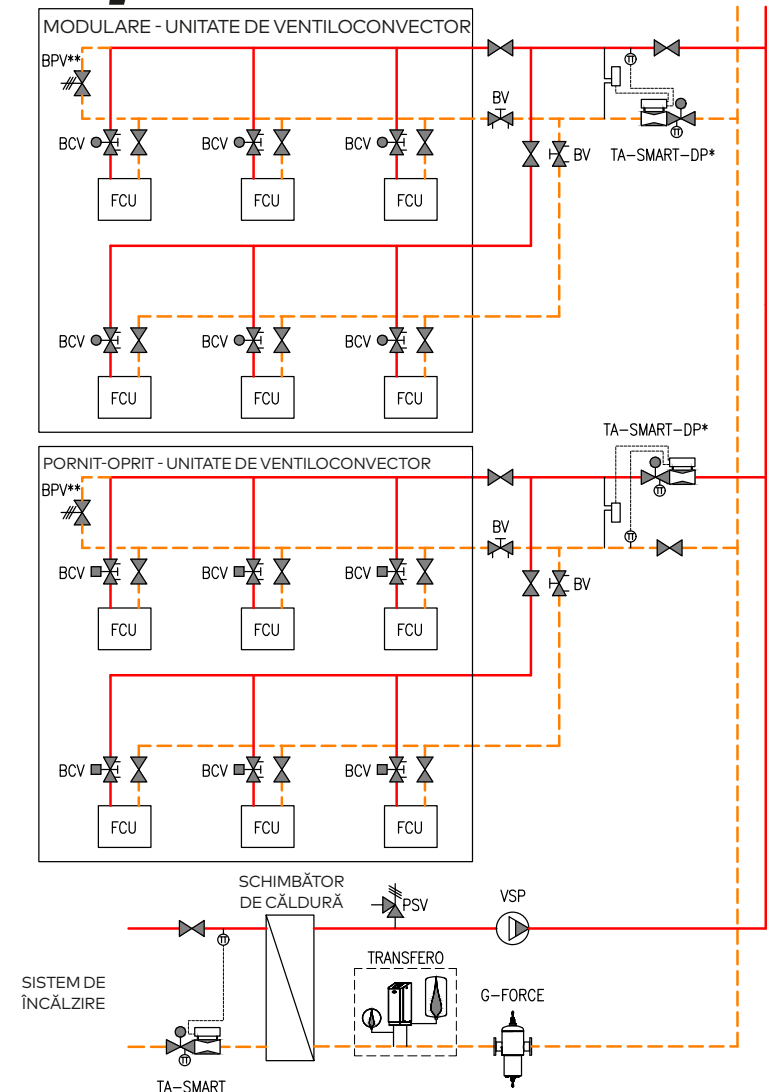 MODULARE - UNITATE DE VENTILOCONVECTOR
BPV**
BV
BCV BCV BCV BV TA-SMART-DP*
FCU FCU FCU
BCV BCV BCV
FCU FCU FCU
TA-SMART-DP*
PORNIT-OPRIT - UNITATE DE VENTILOCONVECTOR
BPV**
BV
BCV BCV BCV BV
FCU FCU FCU
BCV BCV BCV
FCU FCU FCU
SCHIMBĂTOR
DE CĂLDURĂ
PSV
VSP
TRANSFERO
SISTEM DE
ÎNCĂLZIRE
G-FORCE
TA-SMART